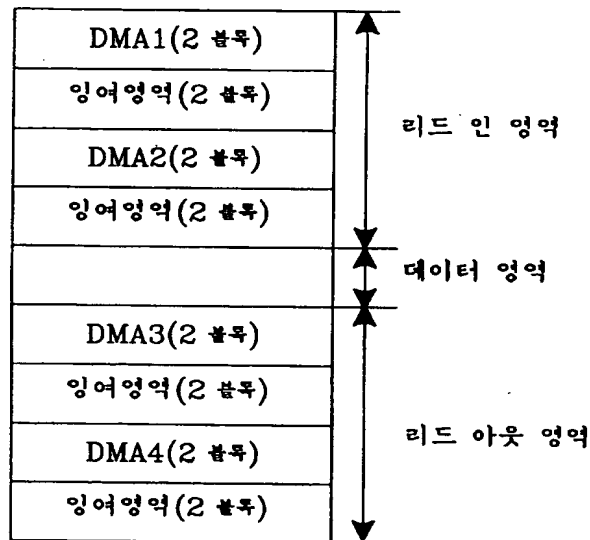 DMA1(2 블록)
잉여영역(2 블록)
리드 인 영역
DMA2(2 블록)
잉여영역(2 블록)
데이터 영역
DMA3(2 블록)
잉여영역(2 블록)
리드 아웃 영역
DMA4(2 블록)
잉여영역(2 블록)